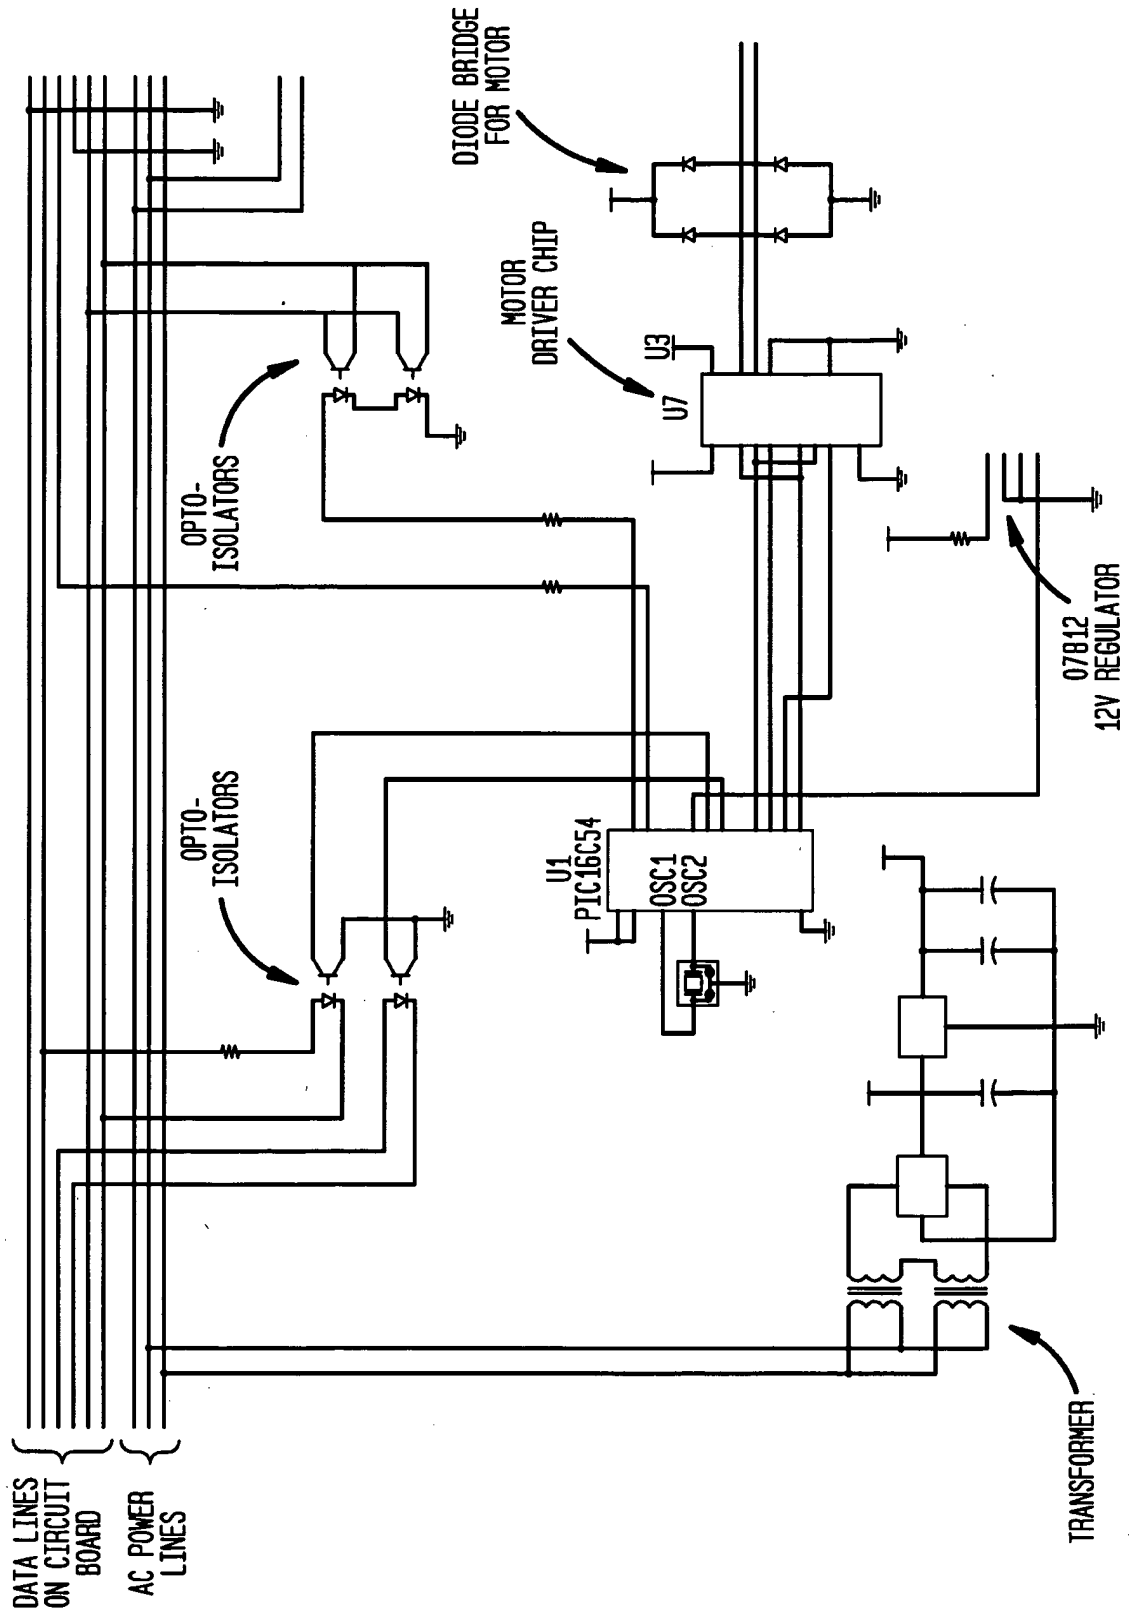 DATA LINES
ON CIRCUIT
BOARD
AC POWER
LINES
OPTO-
ISOLATORS
OPTO-
ISOLATORS
DIODE BRIDGE
FOR MOTOR
MOTOR
DRIVER CHIP
U3
U7
U1
PIC16C54
OSC1
OSC2
07812
12V REGULATOR
TRANSFORMER